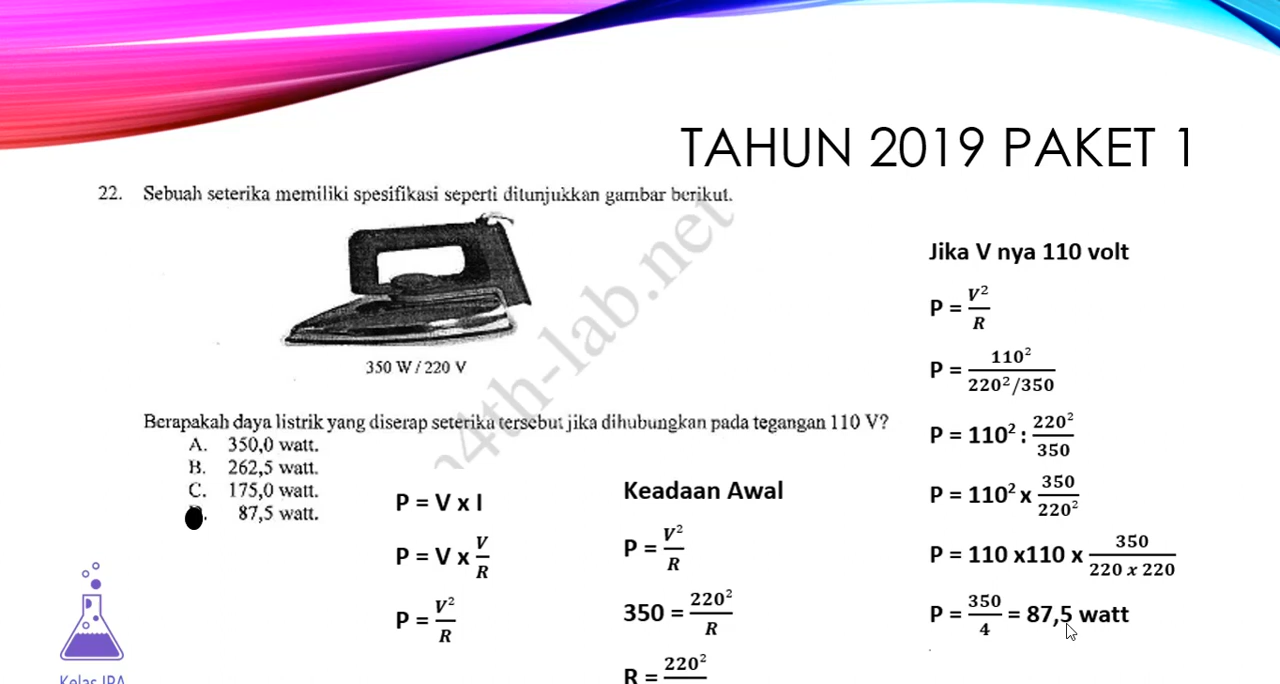 TAHUN 2019 PAKET 1
22. Sebuah seterika memiliki spesifikasi seperti ditunjukkan gambar berikut.
350 W / 220 V
Berapakah daya listrik yang diserap seterika tersebut jika dihubungkan pada tegangan 110 V?
A. 350,0 watt.
B. 262,5 watt.
C. 175,0 watt.
87,5 watt.
P = V x I
P = V x V/R
P = V²/R
Keadaan Awal
P = V²/R
350 = 220²/R
R = 220²
Jika V nya 110 volt
P = V²/R
P = 110²/220²/350
P = 110² : 220²/350
P = 110² x 350/220²
P = 110 x110 x 350/220 x 220
P = 350/4 = 87,5 watt
4th-lab.net
Kelas IPA